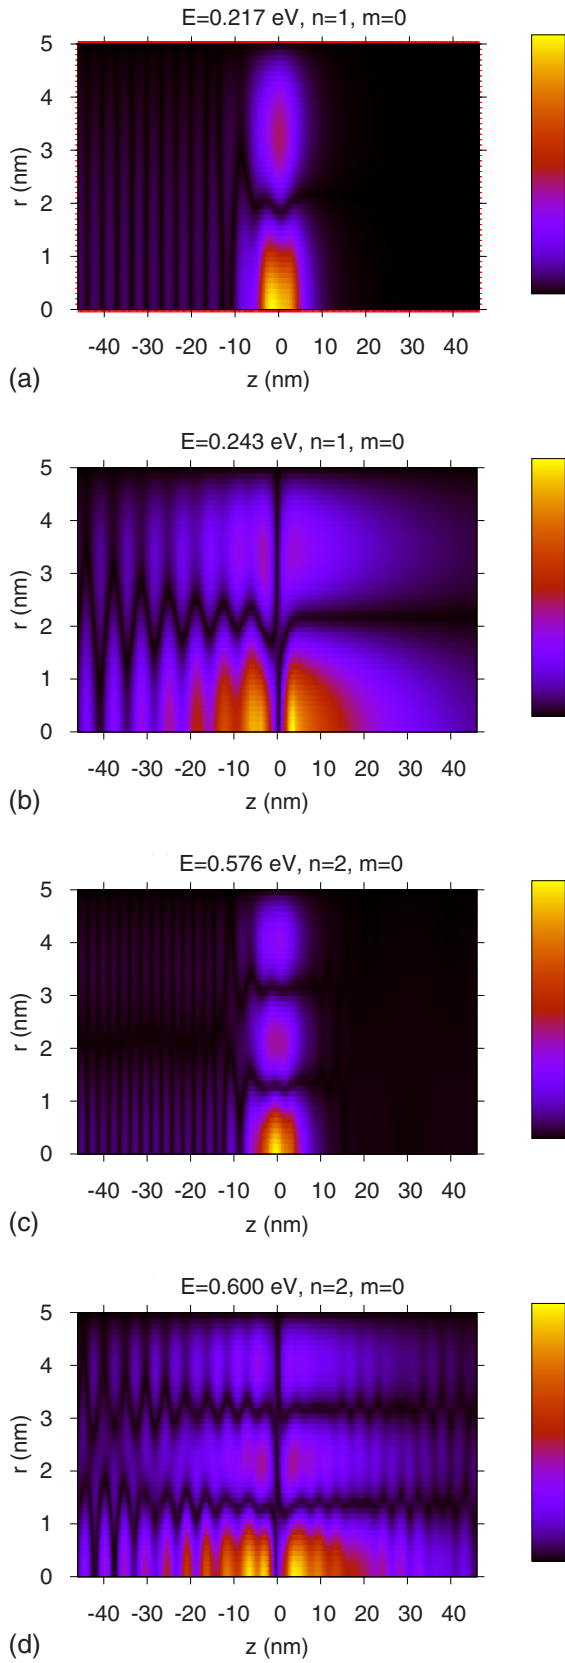 E=0.217 eV, n=1, m=0
5
4
3
2
1
0
r (nm)
-40 -30 -20 -10 0 10 20 30 40
z (nm)
(a)
E=0.243 eV, n=1, m=0
5
4
3
2
1
0
r (nm)
-40 -30 -20 -10 0 10 20 30 40
z (nm)
(b)
E=0.576 eV, n=2, m=0
5
4
3
2
1
0
r (nm)
-40 -30 -20 -10 0 10 20 30 40
z (nm)
(c)
E=0.600 eV, n=2, m=0
5
4
3
2
1
0
r (nm)
-40 -30 -20 -10 0 10 20 30 40
z (nm)
(d)